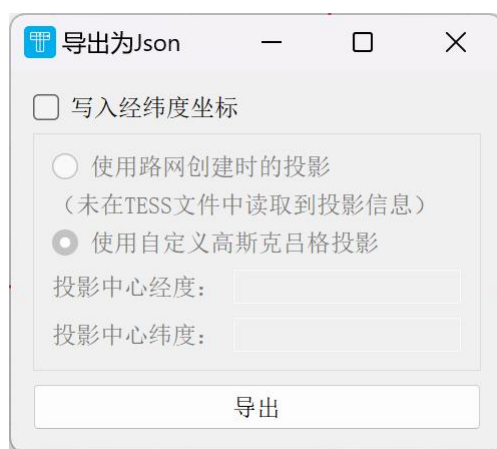 导出为Json
写入经纬度坐标
使用路网创建时的投影
（未在TESS文件中读取到投影信息）
使用自定义高斯克吕格投影
投影中心经度：
投影中心纬度：
导出